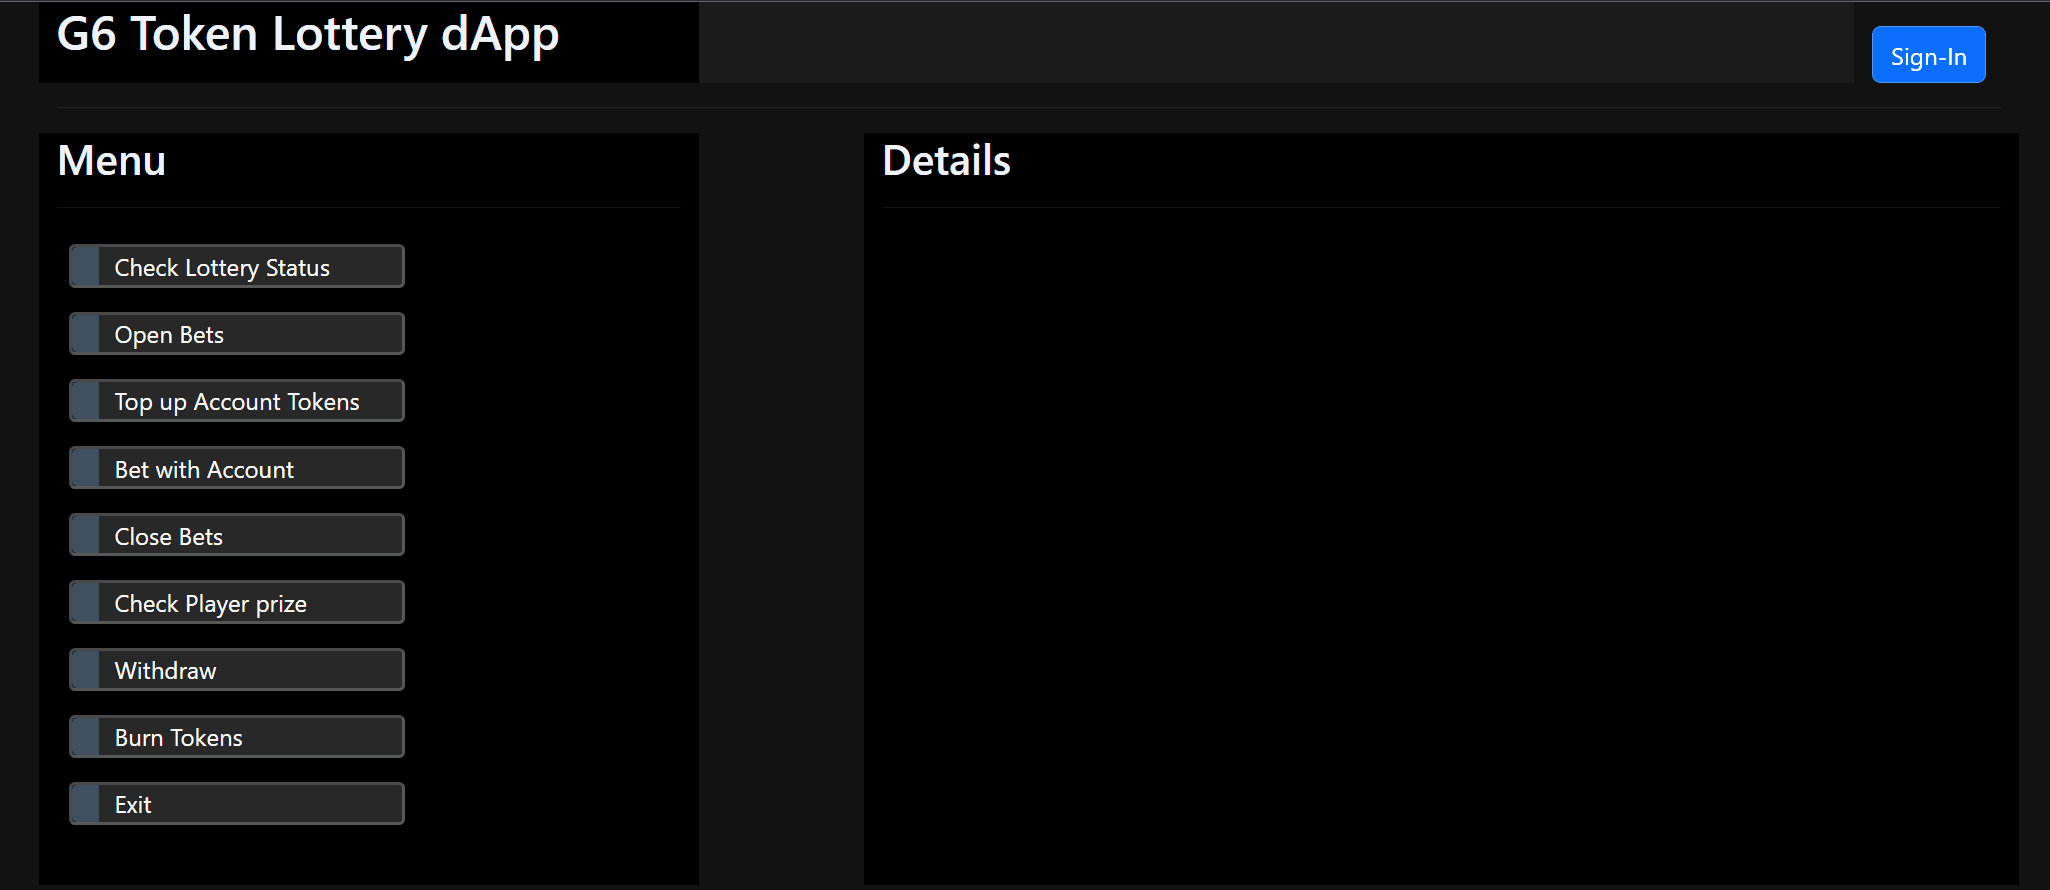 G6 Token Lottery dApp
Sign-In
Menu
Check Lottery Status
Open Bets
Top up Account Tokens
Bet with Account
Close Bets
Check Player prize
Withdraw
Burn Tokens
Exit
Details